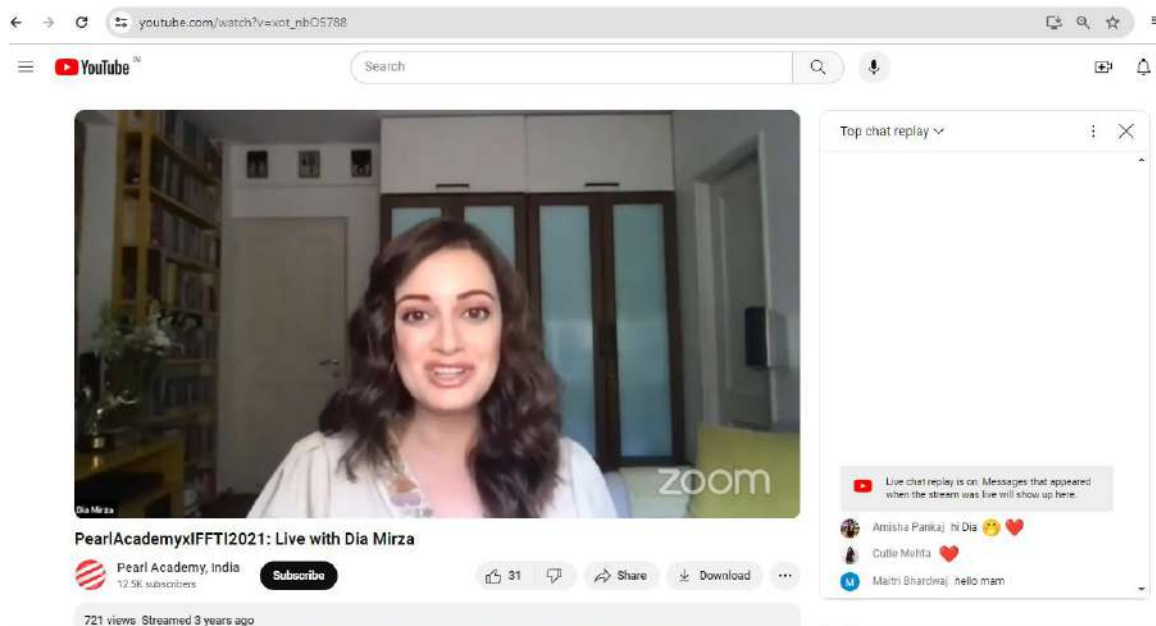 youtube.com/watch?v=xot_nbO5788
YouTube IN
Search
Top chat replay
zoom
Dia Mirza
Live chat replay is on. Messages that appeared
when the stream was live will show up here.
Amisha Pankaj hi Dia 🤭 ❤️
Cutie Mehta ❤️
M Maitri Bhardwaj hello mam
PearlAcademyxIFFTI2021: Live with Dia Mirza
Pearl Academy, India
12.5K subscribers
Subscribe
31
Share
Download
721 views Streamed 3 years ago